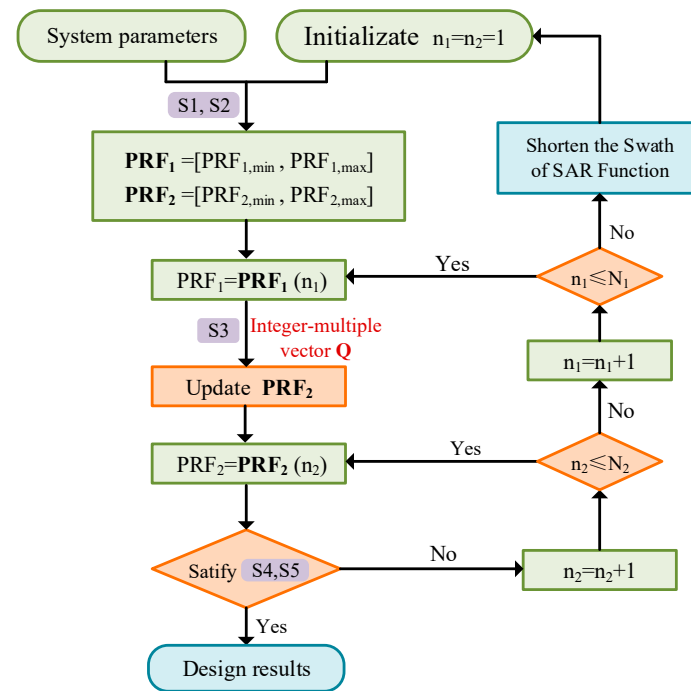 System parameters
Initializate n₁=n₂=1
S1, S2
PRF₁ =[PRF₁,min , PRF₁,max]
PRF₂ =[PRF₂,min , PRF₂,max]
Shorten the Swath
of SAR Function
No
PRF₁=PRF₁ (n₁)
Yes
n₁≤N₁
S3
Integer-multiple
vector Q
n₁=n₁+1
Update PRF₂
No
PRF₂=PRF₂ (n₂)
Yes
n₂≤N₂
Satify S4,S5
No
n₂=n₂+1
Yes
Design results